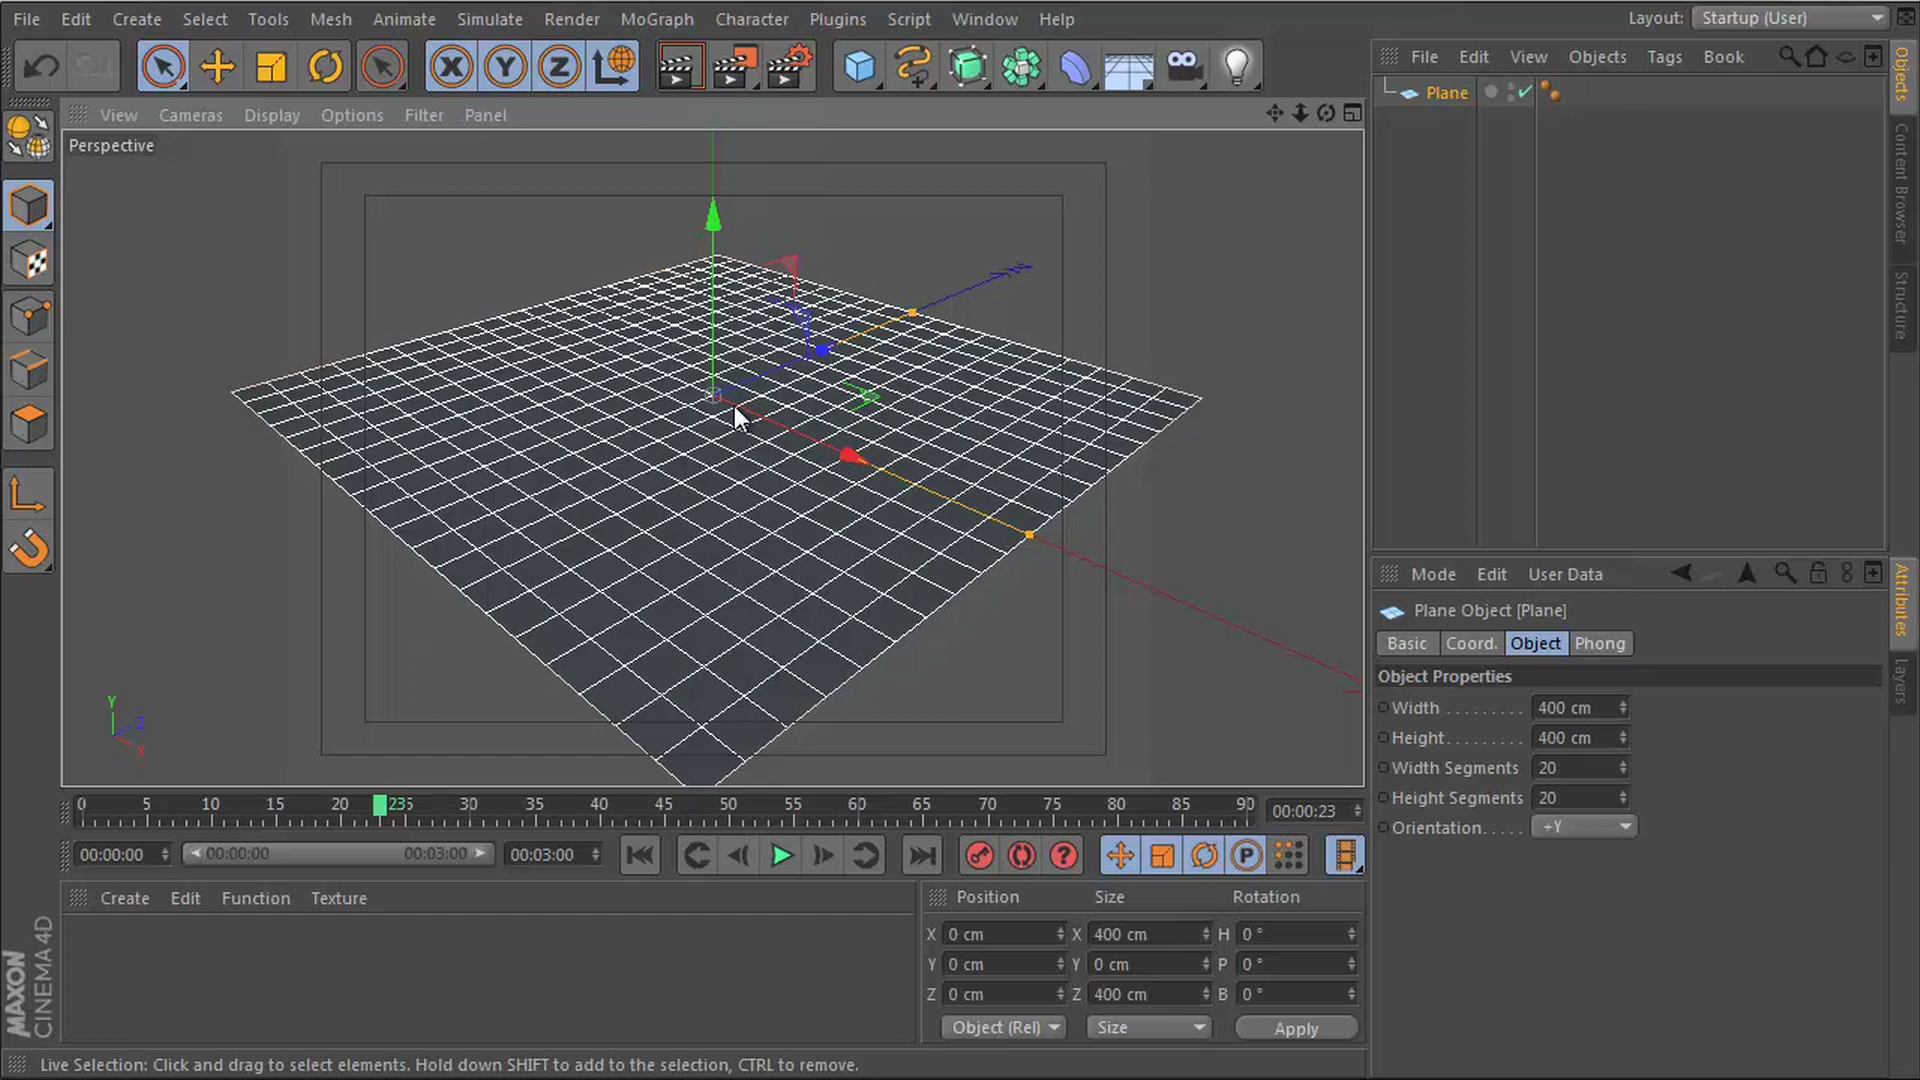 File Edit Create Select Tools Mesh Animate Simulate Render MoGraph Character Plugins Script Window Help
Layout: Startup (User)
File Edit View Objects Tags Book
Plane
Objects
Content Browser
Structure
View Cameras Display Options Filter Panel
Perspective
Y
Z
X
Mode Edit User Data
Plane Object [Plane]
Basic Coord. Object Phong
Object Properties
Width . . . . . . . . . 400 cm
Height. . . . . . . . 400 cm
Width Segments 20
Height Segments 20
Orientation. . . . . +Y
Attributes
Layers
0 5 10 15 20 235 30 35 40 45 50 55 60 65 70 75 80 85 90 00:00:23
00:00:00 00:00:00 00:03:00 00:03:00
Create Edit Function Texture
Position Size Rotation
X 0 cm X 400 cm H 0 °
Y 0 cm Y 0 cm P 0 °
Z 0 cm Z 400 cm B 0 °
Object (Rel) Size Apply
MAXON
CINEMA 4D
Live Selection: Click and drag to select elements. Hold down SHIFT to add to the selection, CTRL to remove.